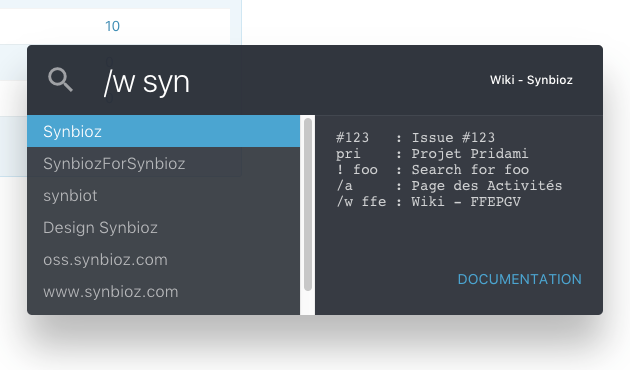 10
/w syn
Wiki - Synbioz
Synbioz
SynbiozForSynbioz
synbiot
Design Synbioz
oss.synbioz.com
www.synbioz.com
#123   : Issue #123
pri    : Projet Pridami
! foo  : Search for foo
/a     : Page des Activités
/w ffe : Wiki - FFEPGV
DOCUMENTATION